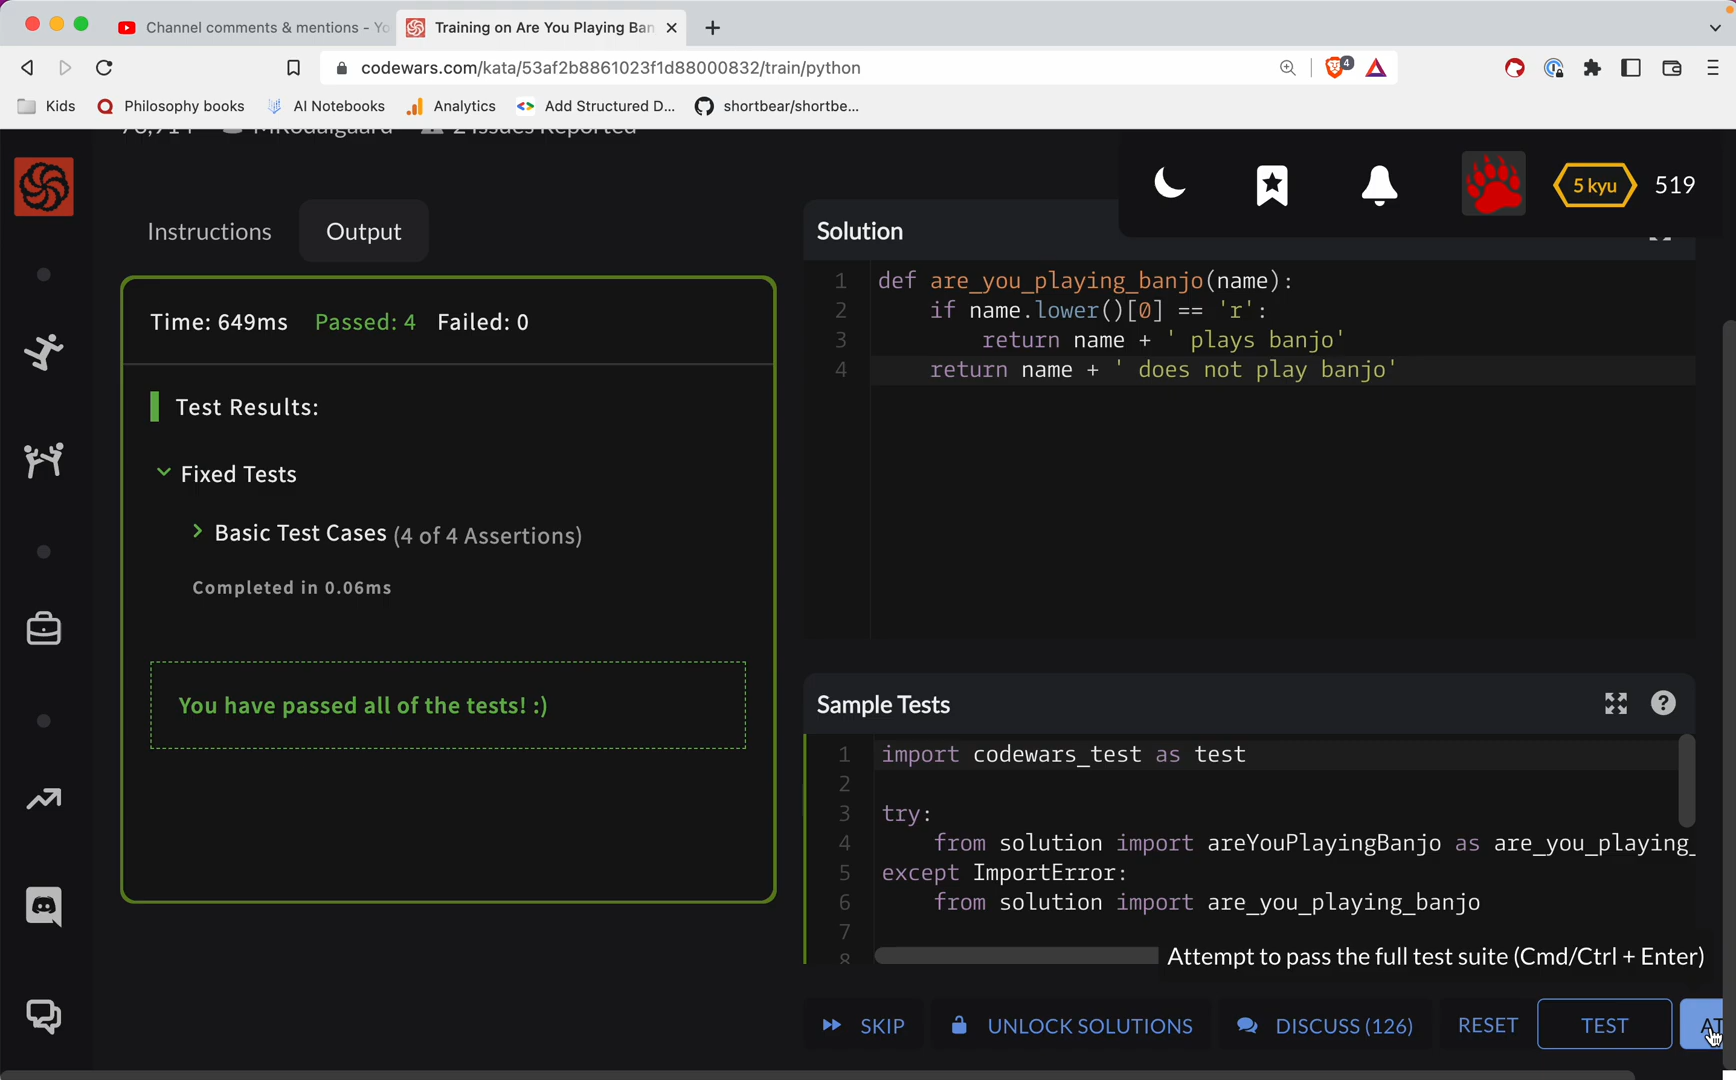 Channel comments & mentions - Yo
Training on Are You Playing Ban
codewars.com/kata/53af2b8861023f1d88000832/train/python
4
Kids
Philosophy books
AI Notebooks
Analytics
Add Structured D...
shortbear/shortbe...
2 Issues Reported
5 kyu
519
Instructions
Output
Time: 649ms Passed: 4 Failed: 0
Test Results:
Fixed Tests
Basic Test Cases (4 of 4 Assertions)
Completed in 0.06ms
You have passed all of the tests! :)
Solution
1 def are_you_playing_banjo(name):
2 if name.lower()[0] == 'r':
3 return name + ' plays banjo'
4 return name + ' does not play banjo'
Sample Tests
1 import codewars_test as test
2
3 try:
4 from solution import areYouPlayingBanjo as are_you_playing_
5 except ImportError:
6 from solution import are_you_playing_banjo
7
8
Attempt to pass the full test suite (Cmd/Ctrl + Enter)
SKIP
UNLOCK SOLUTIONS
DISCUSS (126)
RESET
TEST
AT